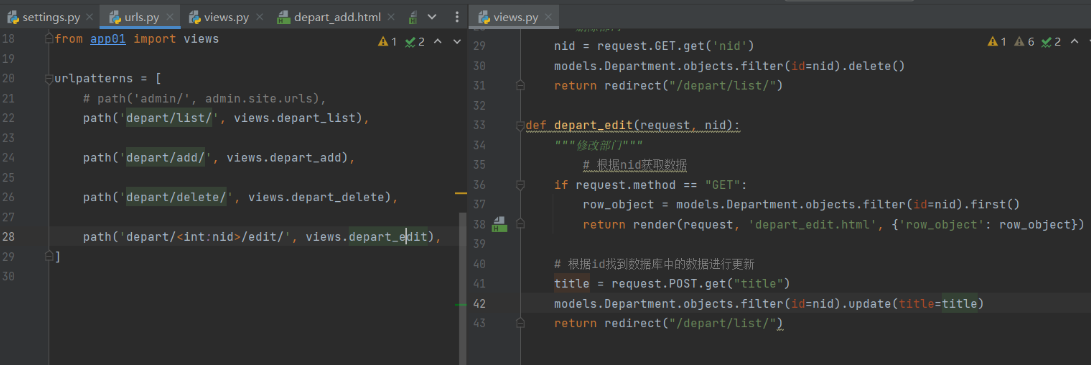 settings.py
urls.py
views.py
depart_add.html
1
2
18 from app01 import views
19
20 urlpatterns = [
21 # path('admin/', admin.site.urls),
22 path('depart/list/', views.depart_list),
23
24 path('depart/add/', views.depart_add),
25
26 path('depart/delete/', views.depart_delete),
27
28 path('depart/<int:nid>/edit/', views.depart_edit),
29 ]
30
views.py
1
6
2
29 nid = request.GET.get('nid')
30 models.Department.objects.filter(id=nid).delete()
31 return redirect("/depart/list/")
32
33 def depart_edit(request, nid):
34 """修改部门"""
35 # 根据nid获取数据
36 if request.method == "GET":
37 row_object = models.Department.objects.filter(id=nid).first()
38 return render(request, 'depart_edit.html', {'row_object': row_object})
39
40 # 根据id找到数据库中的数据进行更新
41 title = request.POST.get("title")
42 models.Department.objects.filter(id=nid).update(title=title)
43 return redirect("/depart/list/")